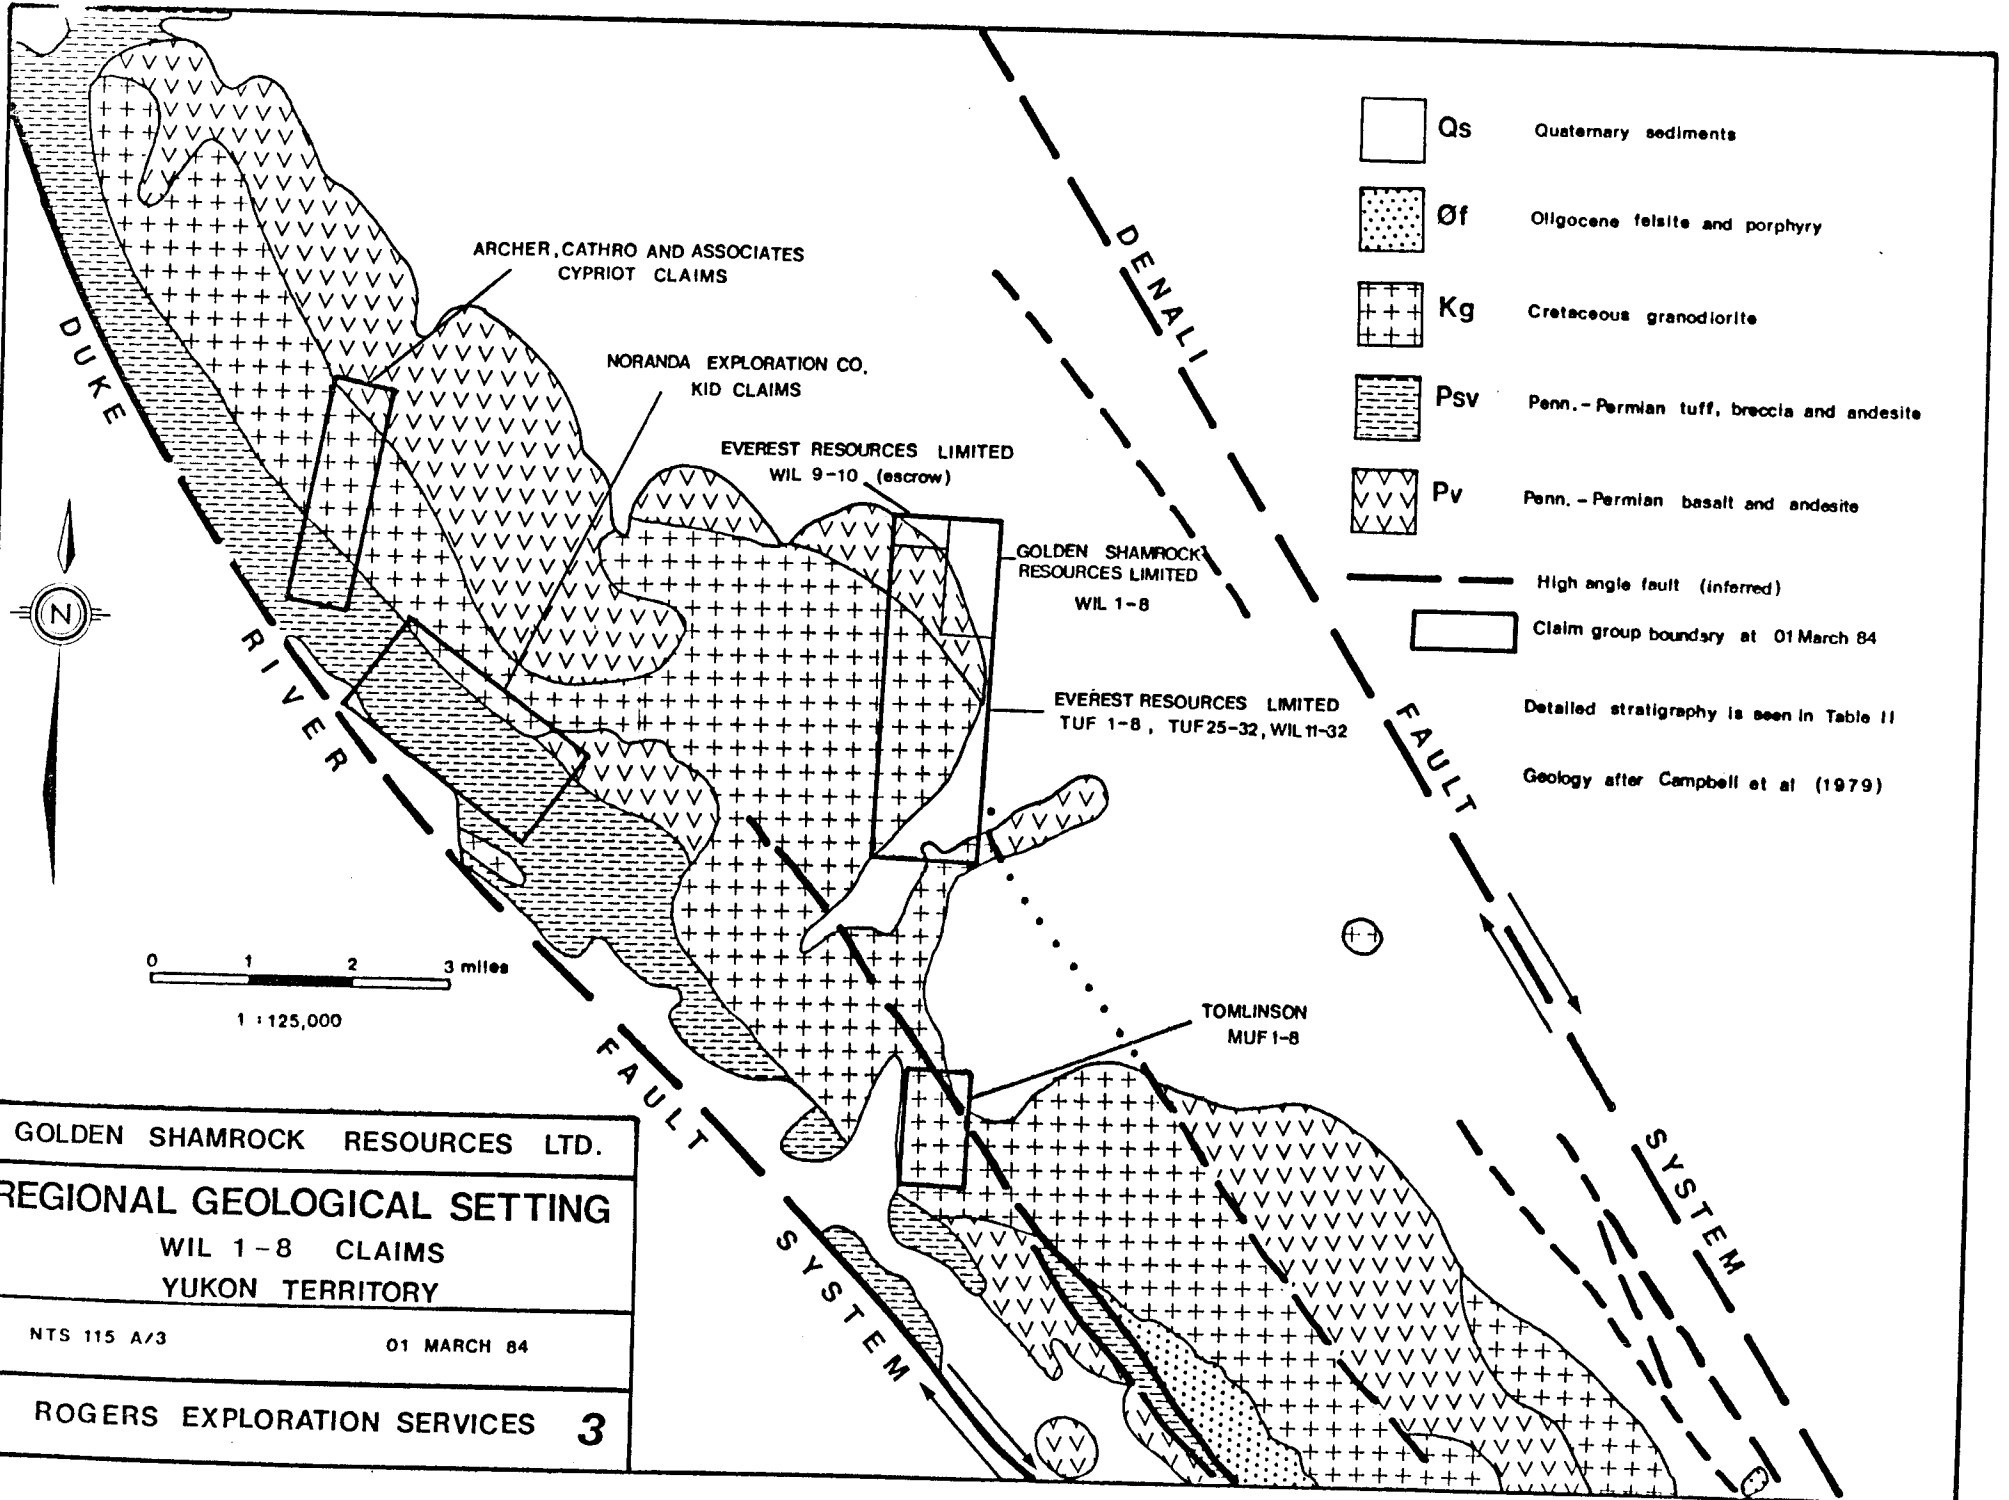 DENALI
FAULT
SYSTEM
DUKE
RIVER
FAULT
SYSTEM
ARCHER, CATHRO AND ASSOCIATES
CYPRIOT CLAIMS
NORANDA EXPLORATION CO.
KID CLAIMS
EVEREST RESOURCES LIMITED
WIL 9-10 (escrow)
GOLDEN SHAMROCK
RESOURCES LIMITED
WIL 1-8
EVEREST RESOURCES LIMITED
TUF 1-8, TUF 25-32, WIL 11-32
TOMLINSON
MUF 1-8
Qs Quaternary sediments
Øf Oligocene felsite and porphyry
Kg Cretaceous granodiorite
Psv Penn.-Permian tuff, breccia and andesite
Pv Penn.-Permian basalt and andesite
High angle fault (inferred)
Claim group boundary at 01 March 84
Detailed stratigraphy is seen in Table II
Geology after Campbell et al (1979)
N
0 1 2 3 miles
1 : 125,000
GOLDEN SHAMROCK RESOURCES LTD.
REGIONAL GEOLOGICAL SETTING
WIL 1-8 CLAIMS
YUKON TERRITORY
NTS 115 A/3 01 MARCH 84
ROGERS EXPLORATION SERVICES 3